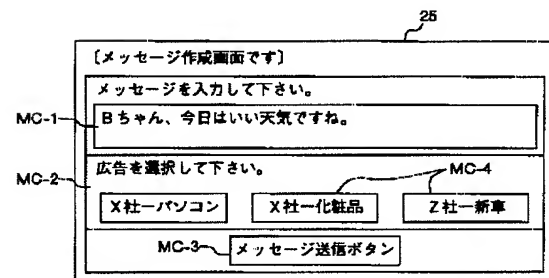 25
［メッセージ作成画面です］
メッセージを入力して下さい。
MC-1
Bちゃん、今日はいい天気ですね。
広告を選択して下さい。
MC-2
MC-4
X社ーパソコン X社ー化粧品 Z社ー新車
MC-3 メッセージ送信ボタン